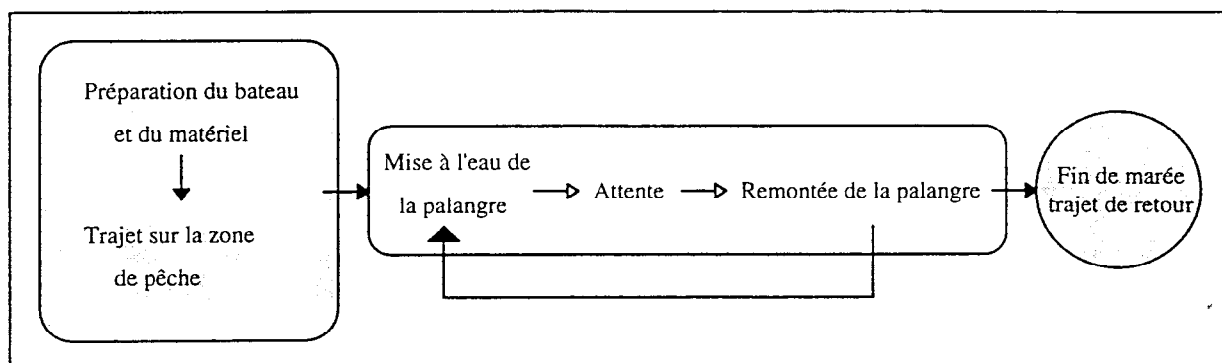 Préparation du bateau
et du matériel
Trajet sur la zone
de pêche
Mise à l'eau de
la palangre
Attente
Remontée de la palangre
Fin de marée
trajet de retour